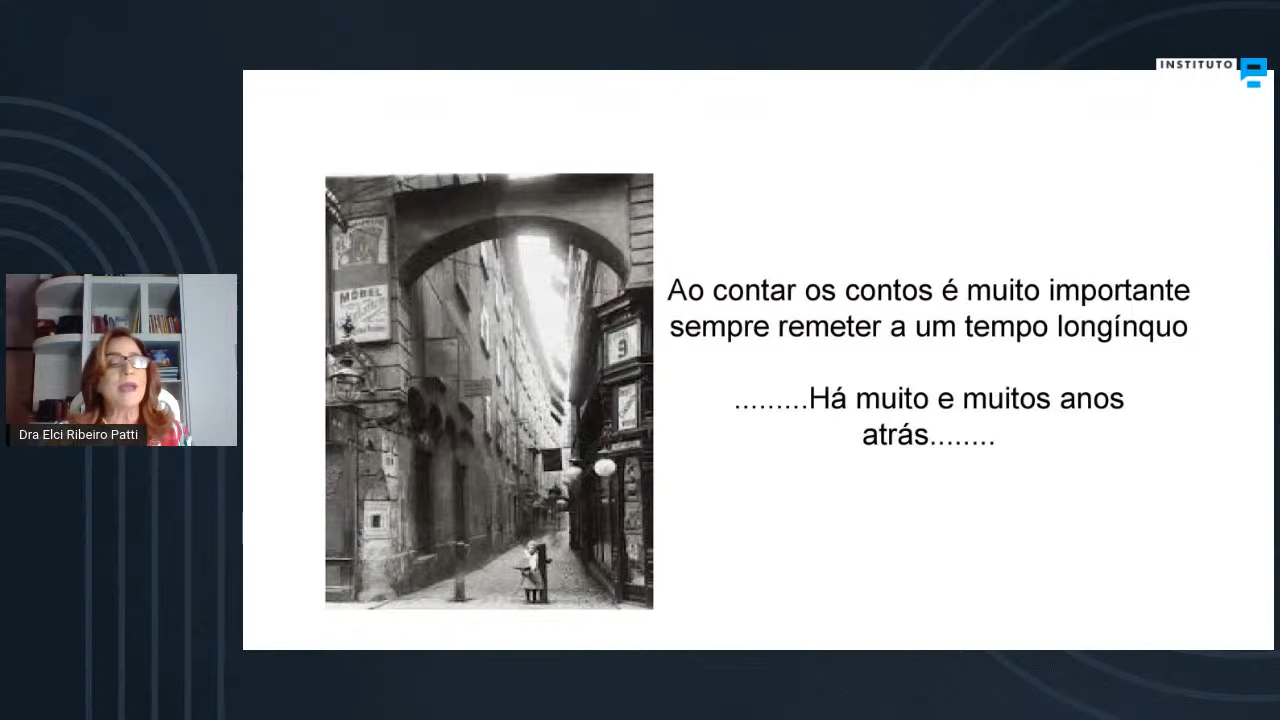 INSTITUTO
Ao contar os contos é muito importante
sempre remeter a um tempo longínquo
.........Há muito e muitos anos
atrás........
MÖBEL
9
Dra Elci Ribeiro Patti